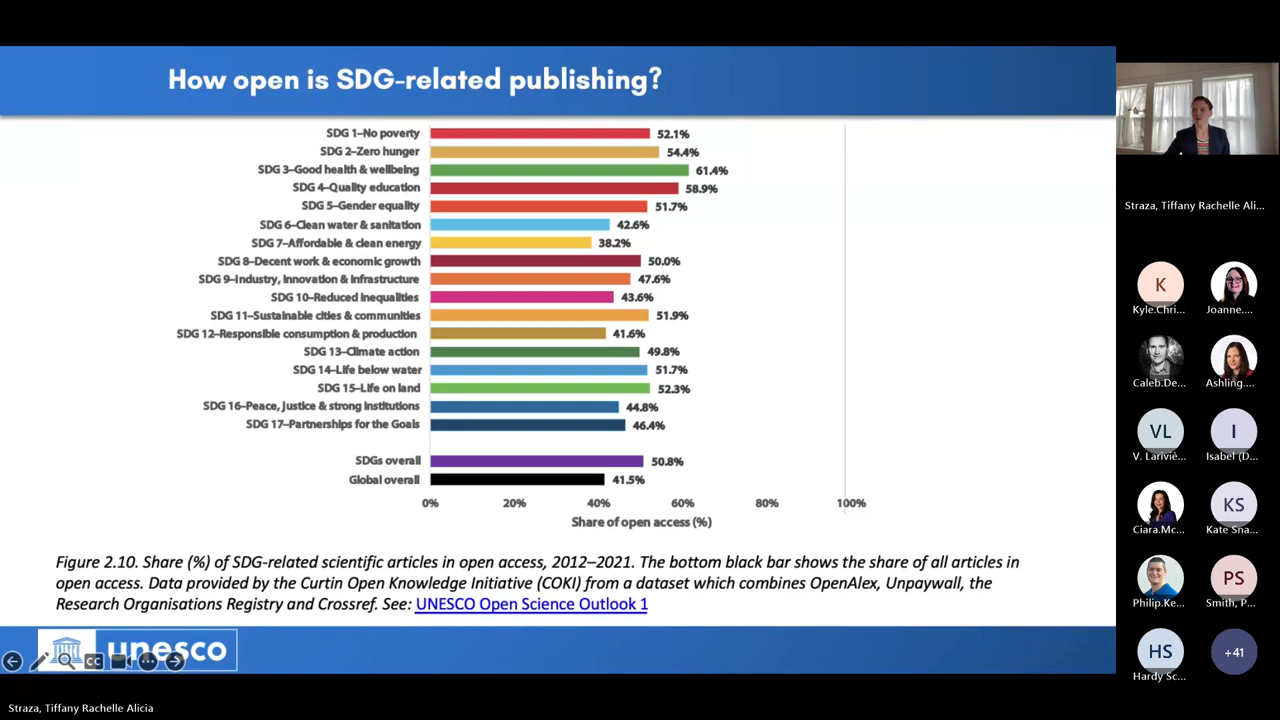 How open is SDG-related publishing?
SDG 1–No poverty 52.1%
SDG 2–Zero hunger 54.4%
SDG 3–Good health & wellbeing 61.4%
SDG 4–Quality education 58.9%
SDG 5–Gender equality 51.7%
SDG 6–Clean water & sanitation 42.6%
SDG 7–Affordable & clean energy 38.2%
SDG 8–Decent work & economic growth 50.0%
SDG 9–Industry, innovation & infrastructure 47.6%
SDG 10–Reduced inequalities 43.6%
SDG 11–Sustainable cities & communities 51.9%
SDG 12–Responsible consumption & production 41.6%
SDG 13–Climate action 49.8%
SDG 14–Life below water 51.7%
SDG 15–Life on land 52.3%
SDG 16–Peace, Justice & strong institutions 44.8%
SDG 17–Partnerships for the Goals 46.4%
SDGs overall 50.8%
Global overall 41.5%
0% 20% 40% 60% 80% 100%
Share of open access (%)
Figure 2.10. Share (%) of SDG-related scientific articles in open access, 2012–2021. The bottom black bar shows the share of all articles in
open access. Data provided by the Curtin Open Knowledge Initiative (COKI) from a dataset which combines OpenAlex, Unpaywall, the
Research Organisations Registry and Crossref. See: UNESCO Open Science Outlook 1
unesco
CC
Straza, Tiffany Rachelle Ali...
K
Kyle.Chri... Joanne....
Caleb.De... Ashling....
VL I
V. Lariviè... Isabel (D...
KS
Ciara.Mc... Kate Sna...
PS
Philip.Ke... Smith, P...
HS +41
Hardy Sc...
Straza, Tiffany Rachelle Alicia